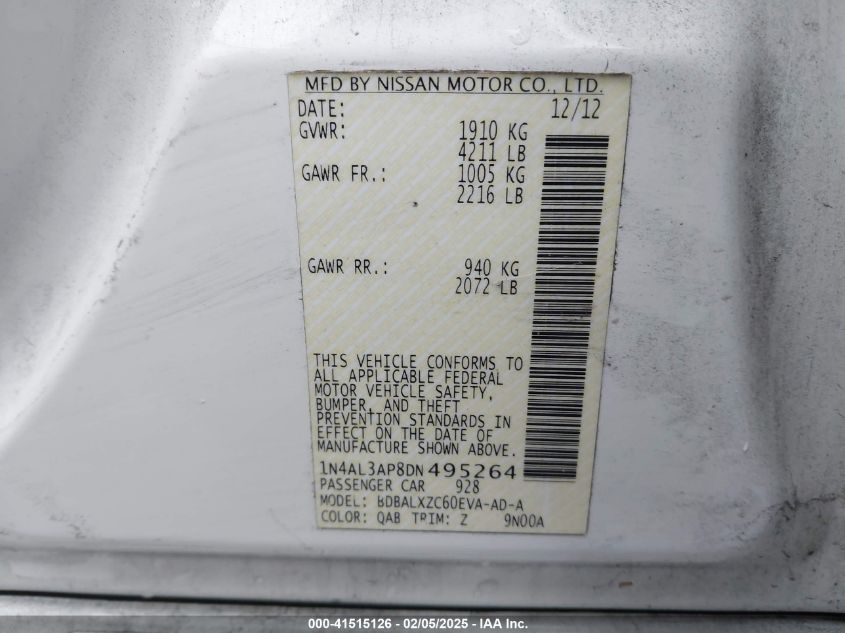 MFD BY NISSAN MOTOR CO., LTD.
DATE: 12/12
GVWR: 1910 KG
4211 LB
GAWR FR.: 1005 KG
2216 LB
GAWR RR.: 940 KG
2072 LB
THIS VEHICLE CONFORMS TO
ALL APPLICABLE FEDERAL
MOTOR VEHICLE SAFETY,
BUMPER, AND THEFT
PREVENTION STANDARDS IN
EFFECT ON THE DATE OF
MANUFACTURE SHOWN ABOVE.
1N4AL3AP8DN495264
PASSENGER CAR 928
MODEL: BDBALXZC60EVA-AD-A
COLOR: QAB TRIM: Z 9N00A
000-41515126 - 02/05/2025 - IAA Inc.